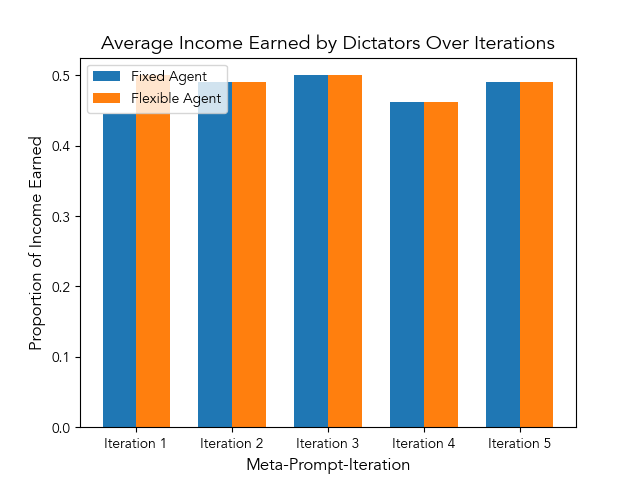 Average Income Earned by Dictators Over Iterations
Fixed Agent
Flexible Agent
Proportion of Income Earned
0.5
0.4
0.3
0.2
0.1
0.0
Iteration 1 Iteration 2 Iteration 3 Iteration 4 Iteration 5
Meta-Prompt-Iteration